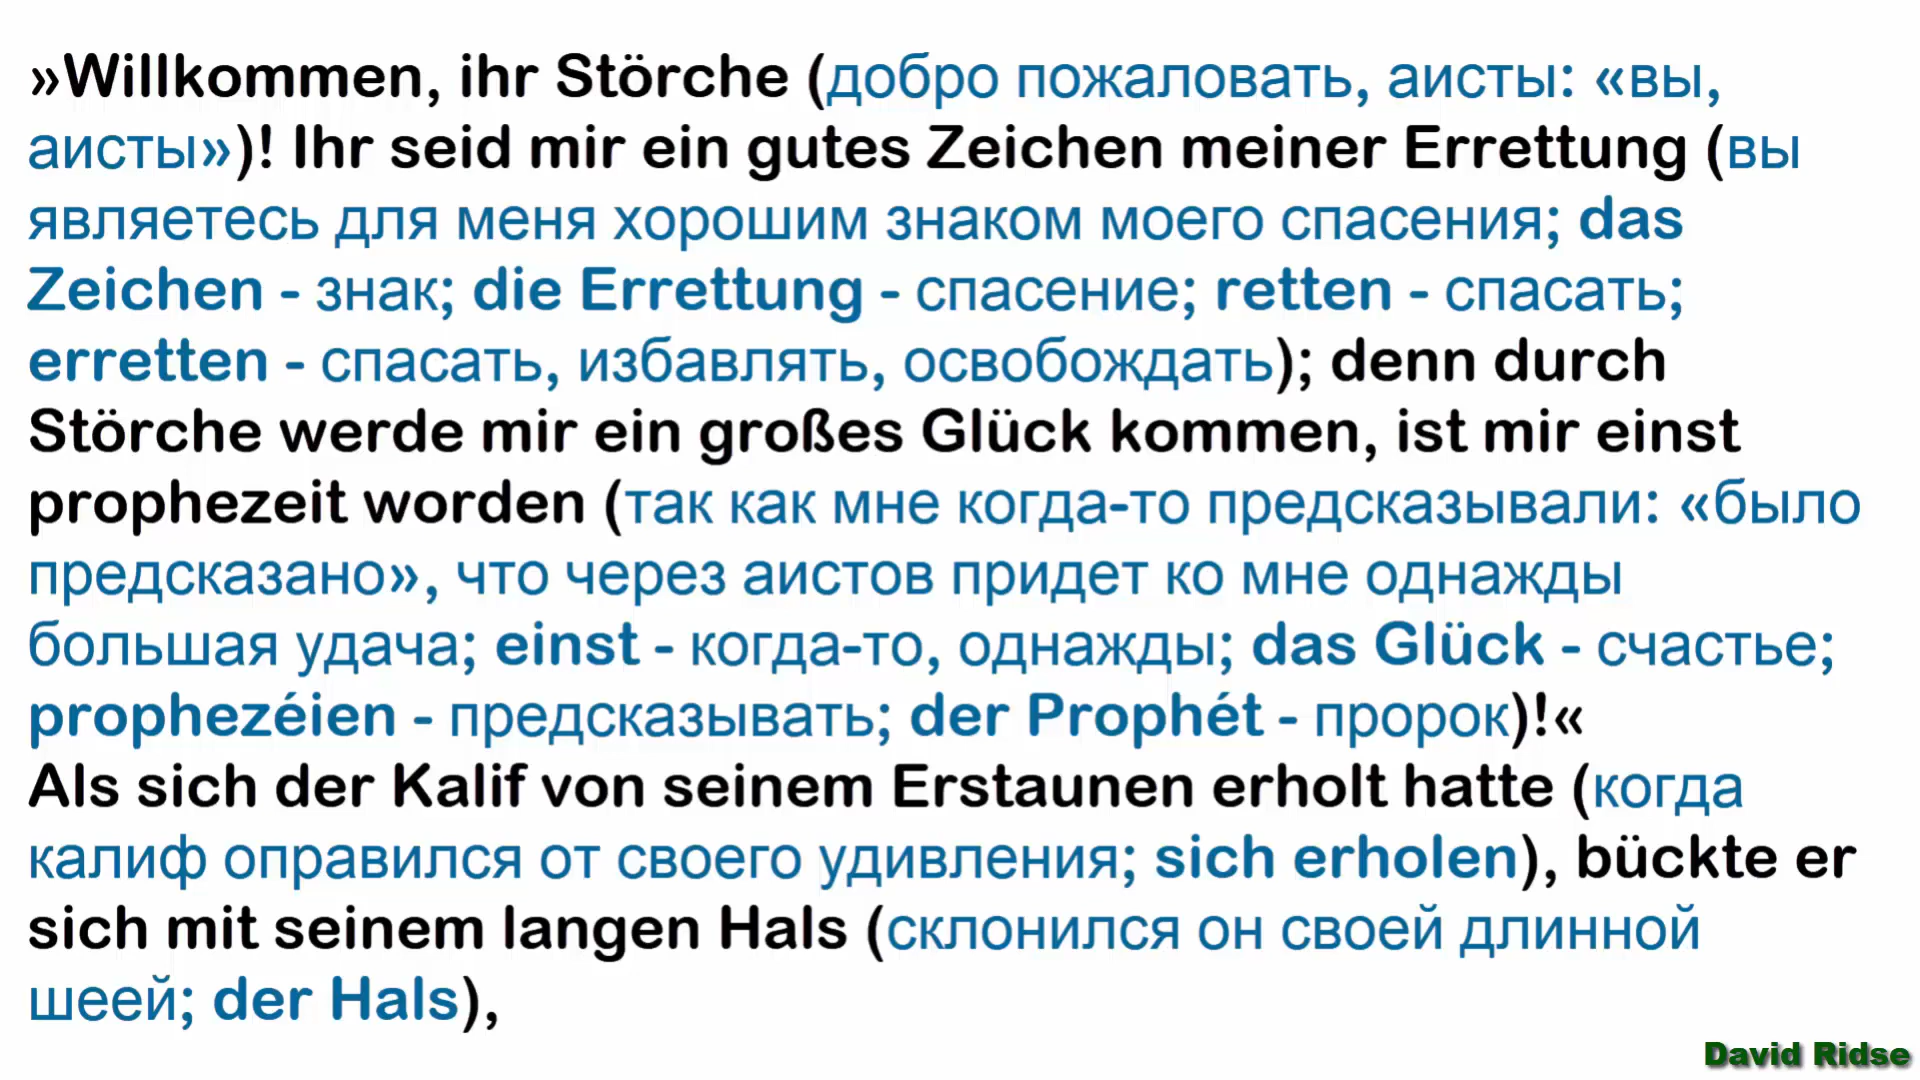 »Willkommen, ihr Störche (добро пожаловать, аисты: «вы,
аисты»)! Ihr seid mir ein gutes Zeichen meiner Errettung (вы
являетесь для меня хорошим знаком моего спасения; das
Zeichen - знак; die Errettung - спасение; retten - спасать;
erretten - спасать, избавлять, освобождать); denn durch
Störche werde mir ein großes Glück kommen, ist mir einst
prophezeit worden (так как мне когда-то предсказывали: «было
предсказано», что через аистов придет ко мне однажды
большая удача; einst - когда-то, однажды; das Glück - счастье;
prophezéien - предсказывать; der Prophét - пророк)!«
Als sich der Kalif von seinem Erstaunen erholt hatte (когда
калиф оправился от своего удивления; sich erholen), bückte er
sich mit seinem langen Hals (склонился он своей длинной
шеей; der Hals),
David Ridse